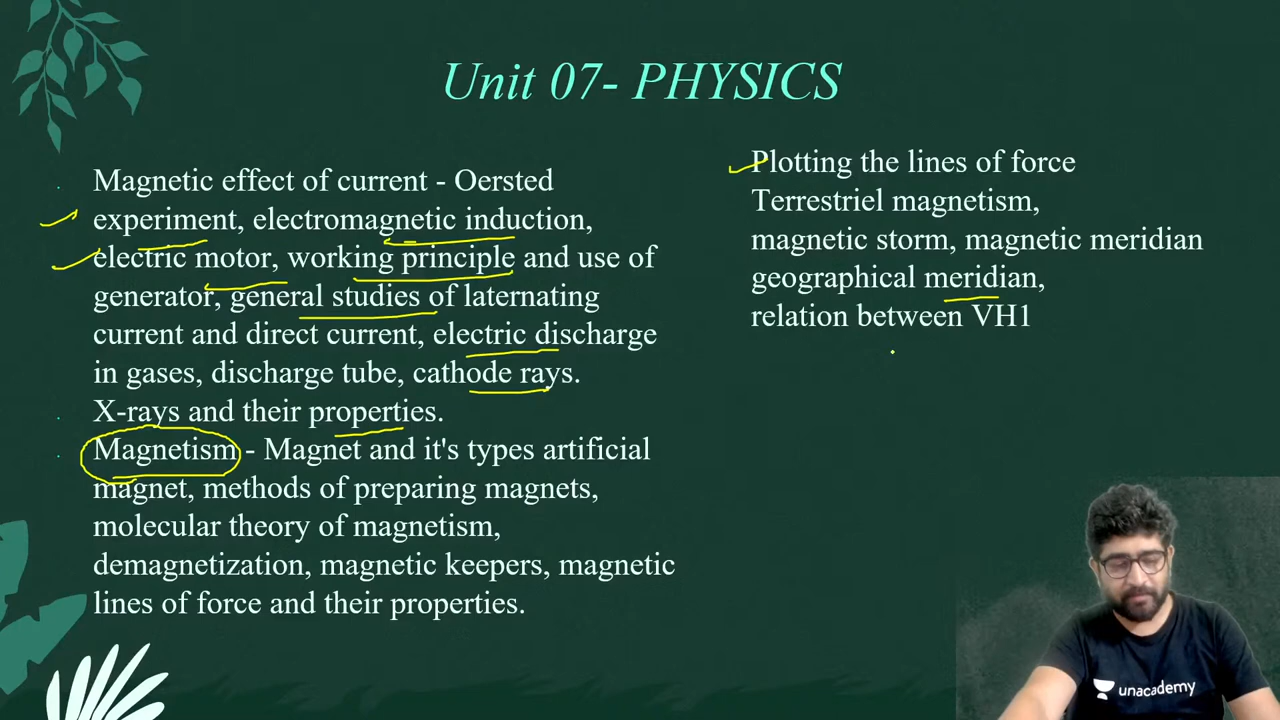 Unit 07- PHYSICS
Magnetic effect of current - Oersted
experiment, electromagnetic induction,
electric motor, working principle and use of
generator, general studies of laternating
current and direct current, electric discharge
in gases, discharge tube, cathode rays.
X-rays and their properties.
Magnetism - Magnet and it's types artificial
magnet, methods of preparing magnets,
molecular theory of magnetism,
demagnetization, magnetic keepers, magnetic
lines of force and their properties.
Plotting the lines of force
Terrestriel magnetism,
magnetic storm, magnetic meridian
geographical meridian,
relation between VH1
unacademy